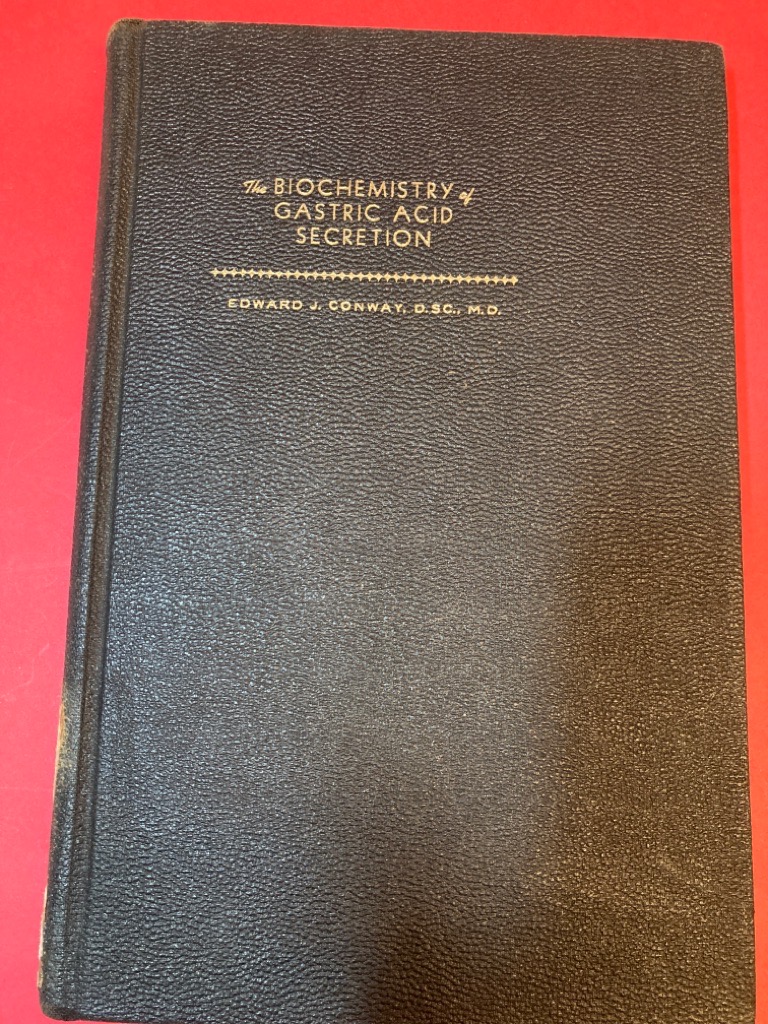 The BIOCHEMISTRY of
GASTRIC ACID
SECRETION
EDWARD J. CONWAY, D.SC., M.D.